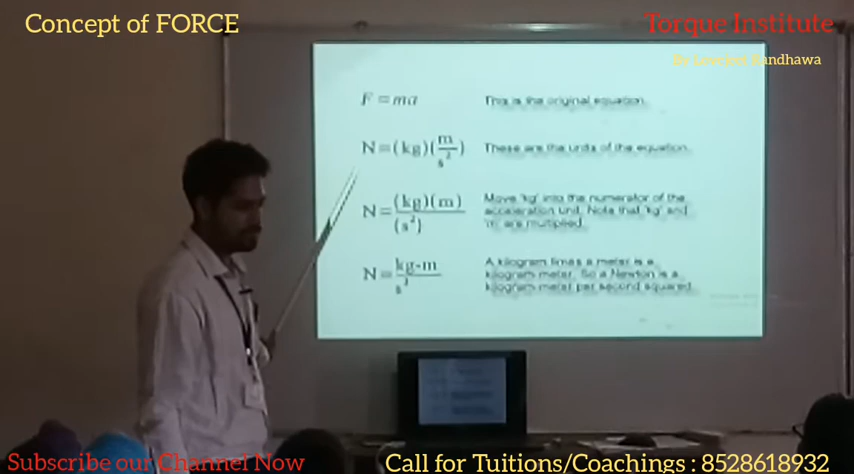 Concept of FORCE
Torque Institute
F = ma
This is the original equation.
N = (kg)(m/s²)
These are the units of the equation.
N = (kg)(m)/(s²)
Move 'kg' into the numerator of the
acceleration unit. Note that 'kg' and
'm' are multiplied.
N = kg-m/s²
A kilogram times a meter is a
kilogram meter. So a Newton is a
kilogram meter per second squared.
Subscribe our Channel Now
Call for Tuitions/Coachings : 8528618932